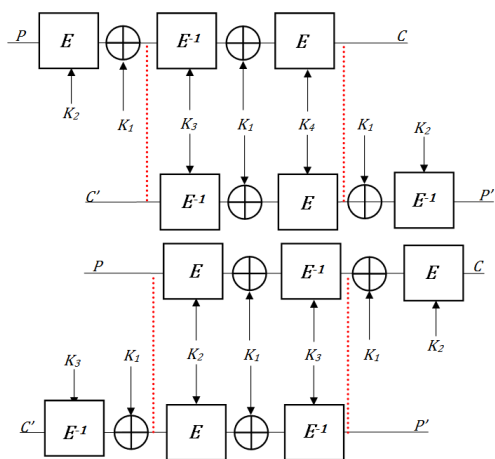 P E E⁻¹ E C
K₂ K₁ K₃ K₁ K₄ K₁ K₂
C' E⁻¹ E E⁻¹ P'
P E E⁻¹ E C
K₃ K₁ K₂ K₁ K₃ K₁ K₂
C' E⁻¹ E E⁻¹ P'